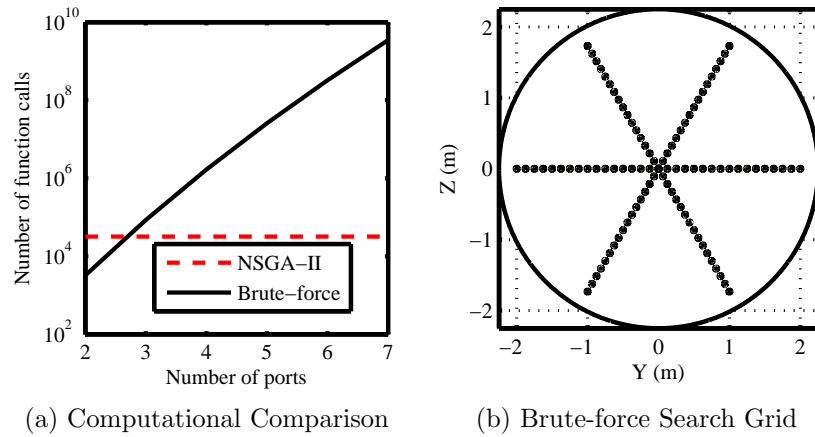 Number of function calls
10^10
10^8
10^6
10^4
10^2
NSGA−II
Brute−force
2 3 4 5 6 7
Number of ports
(a) Computational Comparison
Z (m)
2
1
0
−1
−2
−2 −1 0 1 2
Y (m)
(b) Brute-force Search Grid